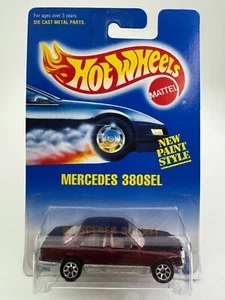 For ages over 3 years.
DIE CAST METAL PARTS.
Hot Wheels
MATTEL
NEW
PAINT
STYLE
MERCEDES 380SEL